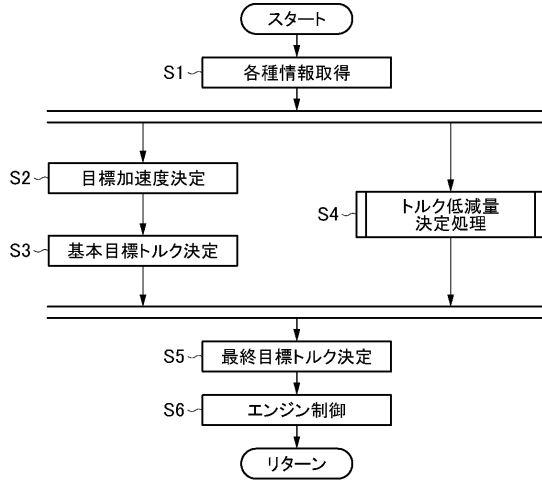 スタート
S1 各種情報取得
S2 目標加速度決定
S3 基本目標トルク決定
S4 トルク低減量
決定処理
S5 最終目標トルク決定
S6 エンジン制御
リターン